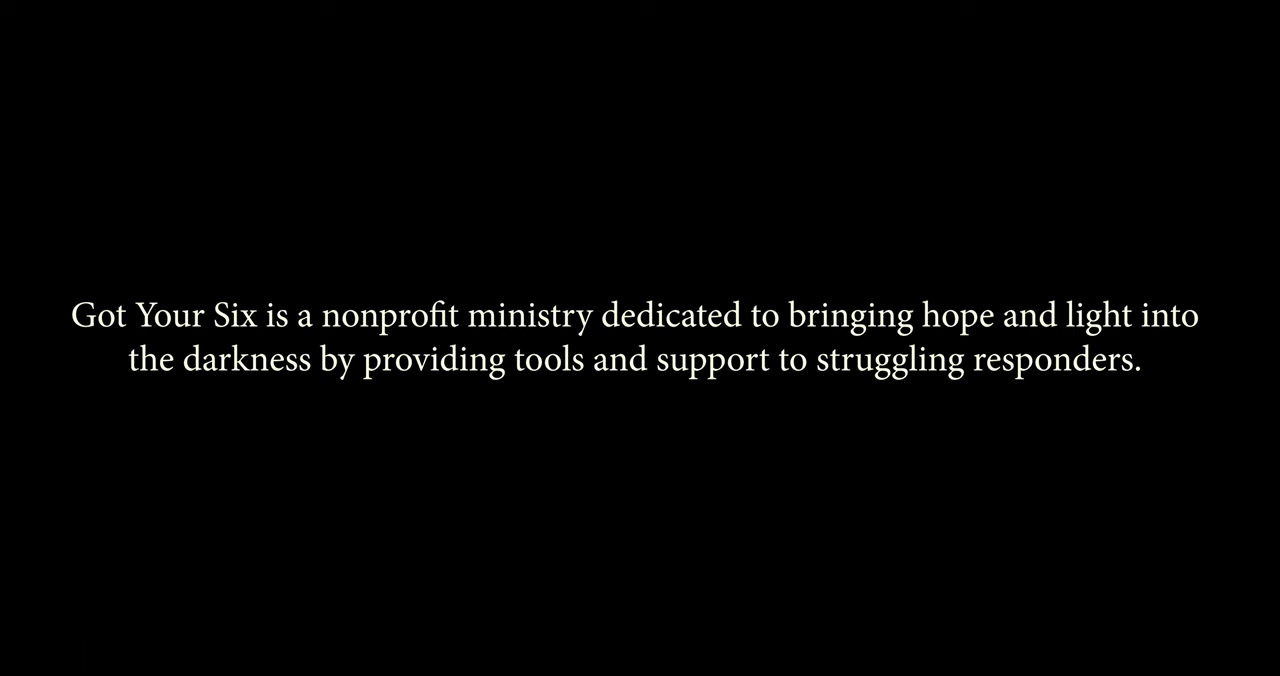 Got Your Six is a nonprofit ministry dedicated to bringing hope and light into
the darkness by providing tools and support to struggling responders.